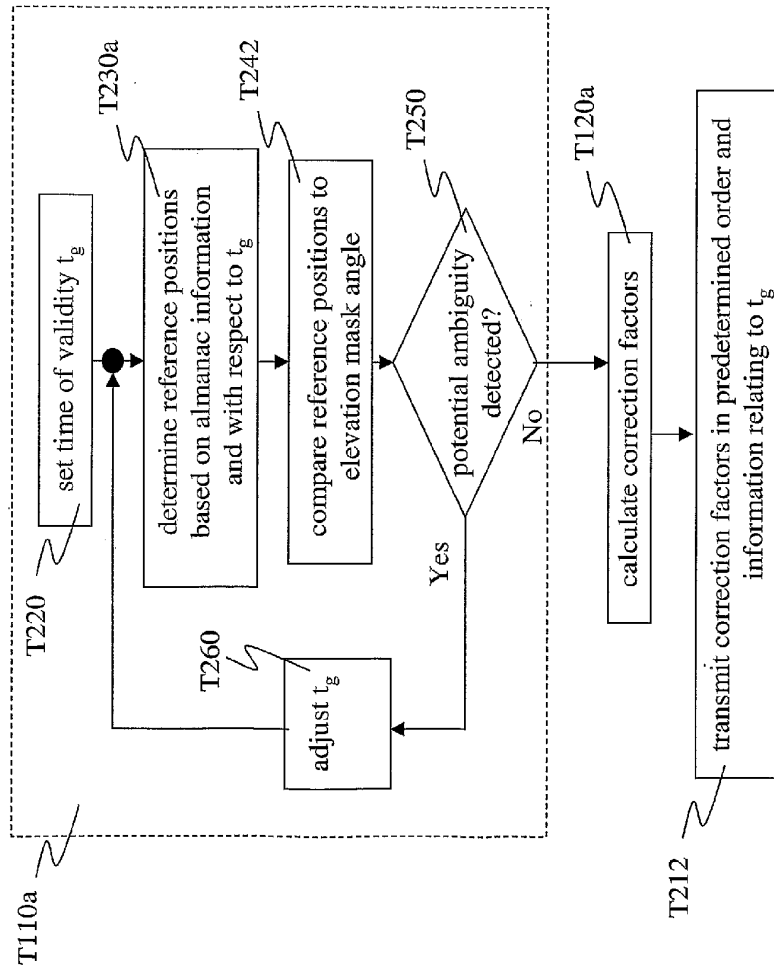 T110a
T220
set time of validity t_g
T230a
determine reference positions
based on almanac information
and with respect to t_g
T242
compare reference positions to
elevation mask angle
T250
potential ambiguity
detected?
Yes
No
T260
adjust t_g
T120a
calculate correction factors
T212
transmit correction factors in predetermined order and
information relating to t_g